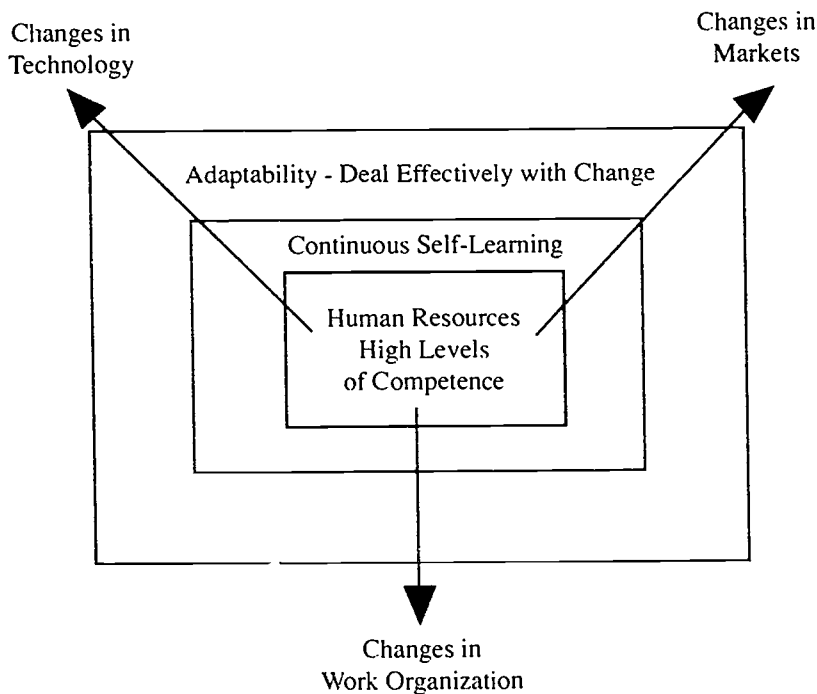 Changes in
Technology
Changes in
Markets
Adaptability - Deal Effectively with Change
Continuous Self-Learning
Human Resources
High Levels
of Competence
Changes in
Work Organization